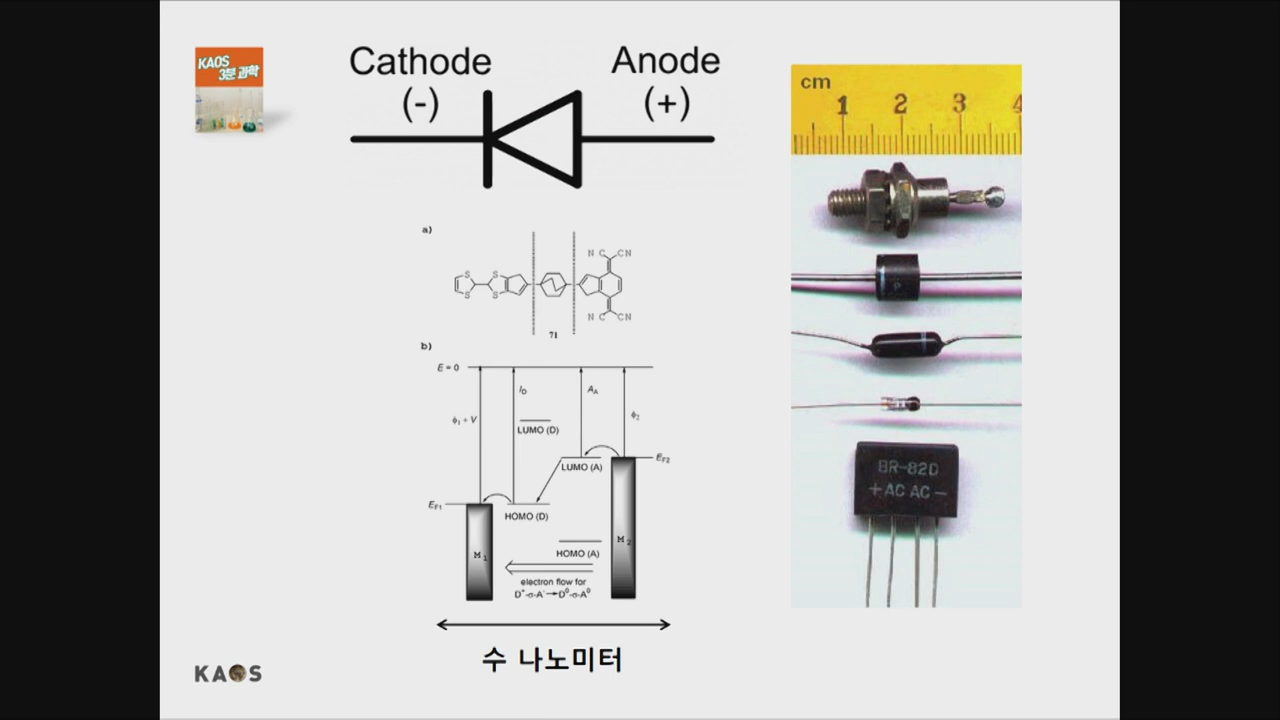 KAOS
3분 과학
Cathode
(-)
Anode
(+)
cm
1 2 3 4
a)
N C CN
S S
S S
N C CN
71
b)
E = 0
I_D
A_A
ϕ₁ + V
ϕ₂
LUMO (D)
LUMO (A)
E_F2
E_F1
HOMO (D)
M₁
M₂
HOMO (A)
electron flow for
D⁺-σ-A⁻→D⁰-σ-A⁰
BR-82D
+AC AC-
수 나노미터
KAOS